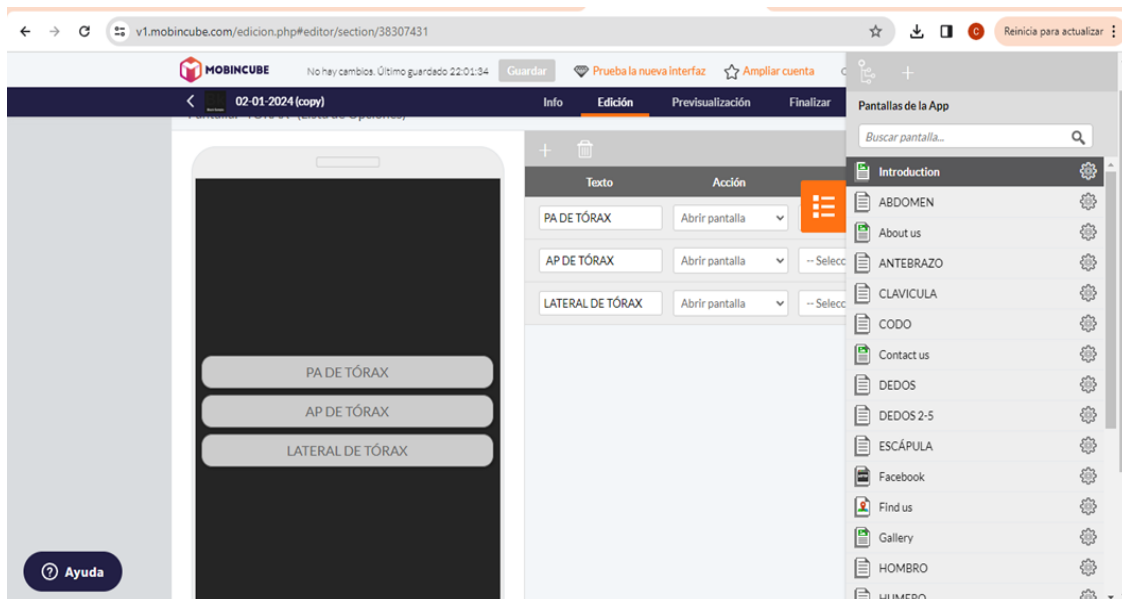 v1.mobincube.com/edicion.php#editor/section/38307431
C
Reinicia para actualizar
MOBINCUBE
No hay cambios. Último guardado 22:01:34
Guardar
Prueba la nueva interfaz
Ampliar cuenta
02-01-2024 (copy)
Info
Edición
Previsualización
Finalizar
Pantallas de la App
Buscar pantalla...
Texto
Acción
PA DE TÓRAX
Abrir pantalla
AP DE TÓRAX
Abrir pantalla
-- Selecc
LATERAL DE TÓRAX
Abrir pantalla
-- Selecc
PA DE TÓRAX
AP DE TÓRAX
LATERAL DE TÓRAX
Introduction
ABDOMEN
About us
ANTEBRAZO
CLAVICULA
CODO
Contact us
DEDOS
DEDOS 2-5
ESCÁPULA
Facebook
Find us
Gallery
HOMBRO
HUMERO
Ayuda